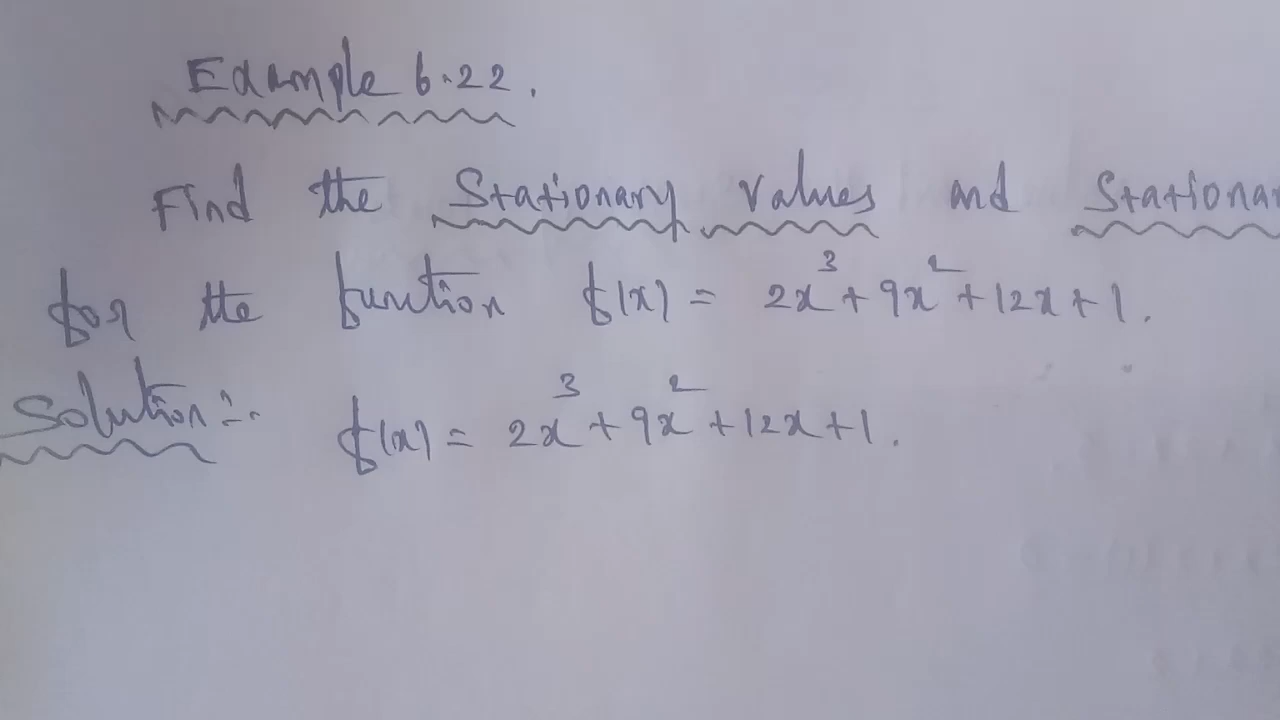 Example 6.22.
Find the Stationary values and Stationa
for the function f(x) = 2x³ + 9x² + 12x + 1.
Solution:-. f(x) = 2x³ + 9x² + 12x + 1.